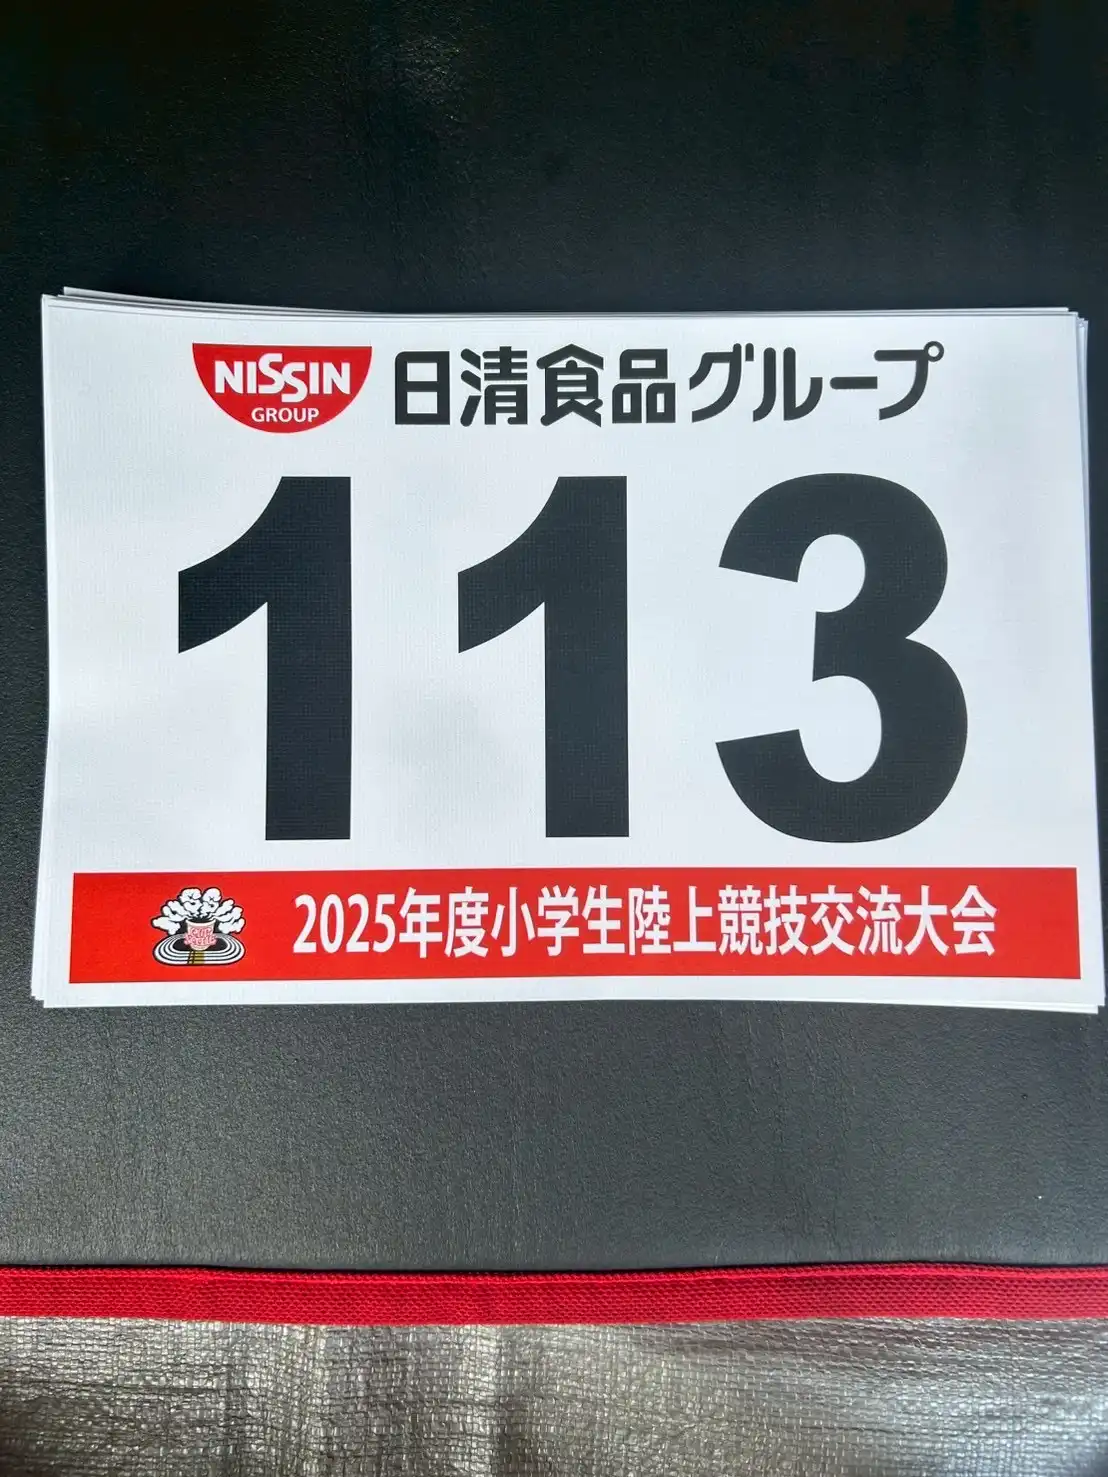 NISSIN
GROUP
日清食品グループ
113
2025年度小学生陸上競技交流大会